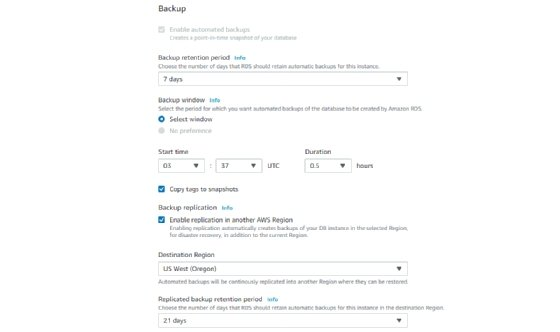 Backup
Enable automated backups
Creates a point-in-time snapshot of your database
Backup retention period Info
Choose the number of days that RDS should retain automatic backups for this instance.
7 days
Backup window Info
Select the period for which you want automated backups of the database to be created by Amazon RDS.
Select window
No preference
Start time Duration
03 : 37 UTC 0.5 hours
Copy tags to snapshots
Backup replication Info
Enable replication in another AWS Region
Enabling replication automatically creates backups of your DB instance in the selected Region,
for disaster recovery, in addition to the current Region.
Destination Region
US West (Oregon)
Automated backups will be continously replicated into another Region where they can be restored.
Replicated backup retention period Info
Choose the number of days that RDS should retain automatic backups for this instance in the destination Region.
21 days